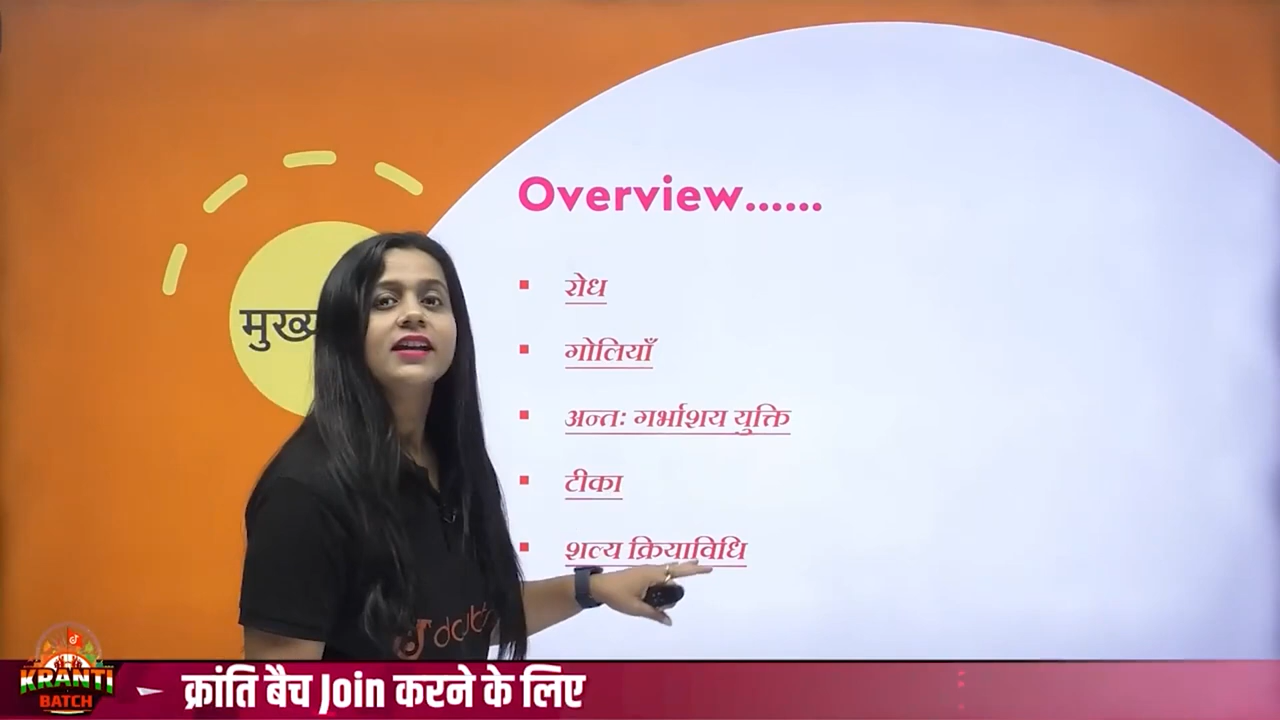 Overview......
रोध
गोलियाँ
मुख्य
अन्तः गर्भाशय युक्ति
टीका
शल्य क्रियाविधि
KRANTI
BATCH
क्रांति बैच Join करने के लिए